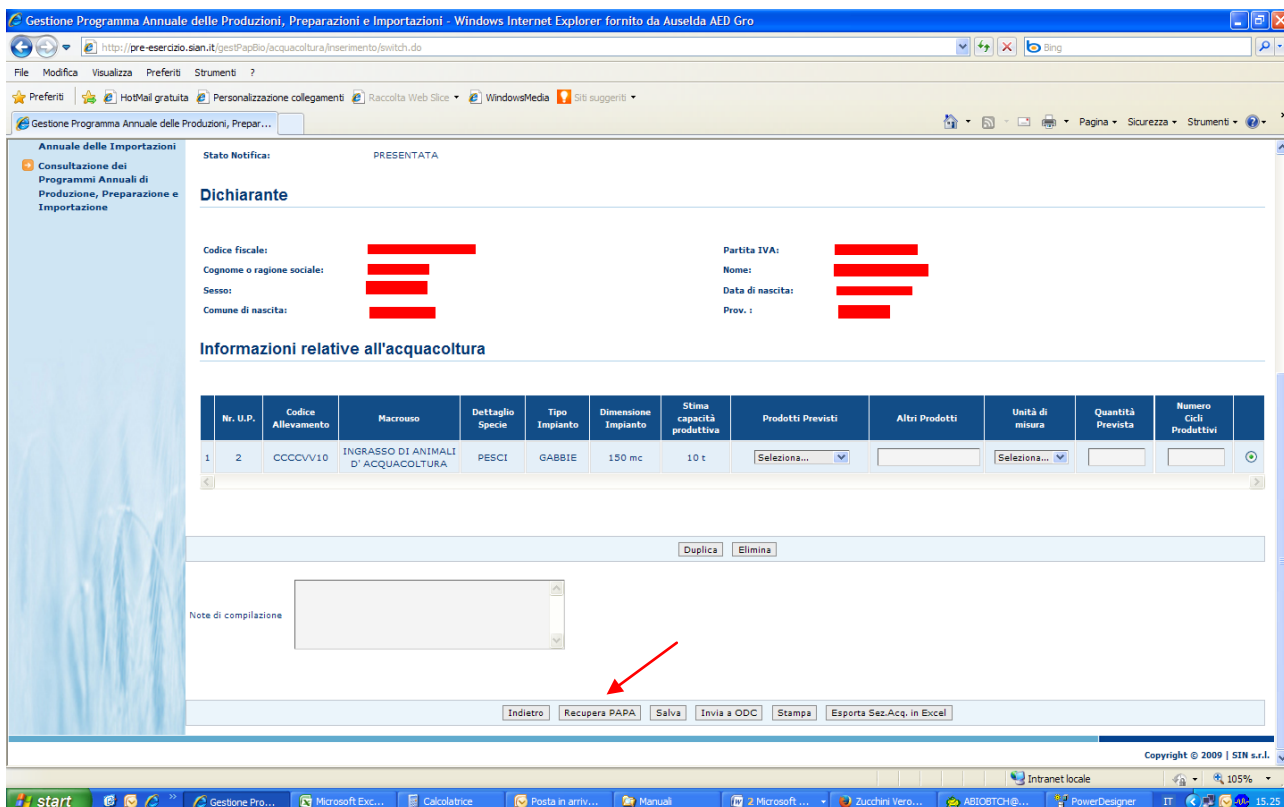 Gestione Programma Annuale delle Produzioni, Preparazioni e Importazioni - Windows Internet Explorer fornito da Auselda AED Gro
http://pre-esercizio.sian.it/gestPapBio/acquacoltura/inserimento/switch.do
Bing
File Modifica Visualizza Preferiti Strumenti ?
Preferiti HotMail gratuita Personalizzazione collegamenti Raccolta Web Slice WindowsMedia Siti suggeriti
Gestione Programma Annuale delle Produzioni, Prepar...
Pagina Sicurezza Strumenti
Annuale delle Importazioni
Consultazione dei
Programmi Annuali di
Produzione, Preparazione e
Importazione
Stato Notifica: PRESENTATA
Dichiarante
Codice fiscale: Partita IVA:
Cognome o ragione sociale: Nome:
Sesso: Data di nascita:
Comune di nascita: Prov. :
Informazioni relative all'acquacoltura
Nr. U.P. Codice Allevamento Macrouso Dettaglio Specie Tipo Impianto Dimensione Impianto Stima capacità produttiva Prodotti Previsti Altri Prodotti Unità di misura Quantità Prevista Numero Cicli Produttivi
1 2 CCCCVV10 INGRASSO DI ANIMALI D' ACQUACOLTURA PESCI GABBIE 150 mc 10 t Seleziona... Seleziona...
Duplica Elimina
Note di compilazione
Indietro Recupera PAPA Salva Invia a ODC Stampa Esporta Sez.Acq. in Excel
Copyright © 2009 | SIN s.r.l.
Intranet locale 105%
start Gestione Pro... Microsoft Exc... Calcolatrice Posta in arriv... Manuali 2 Microsoft ... Zucchini Vero... ABIOBTCH@... PowerDesigner IT 15.25